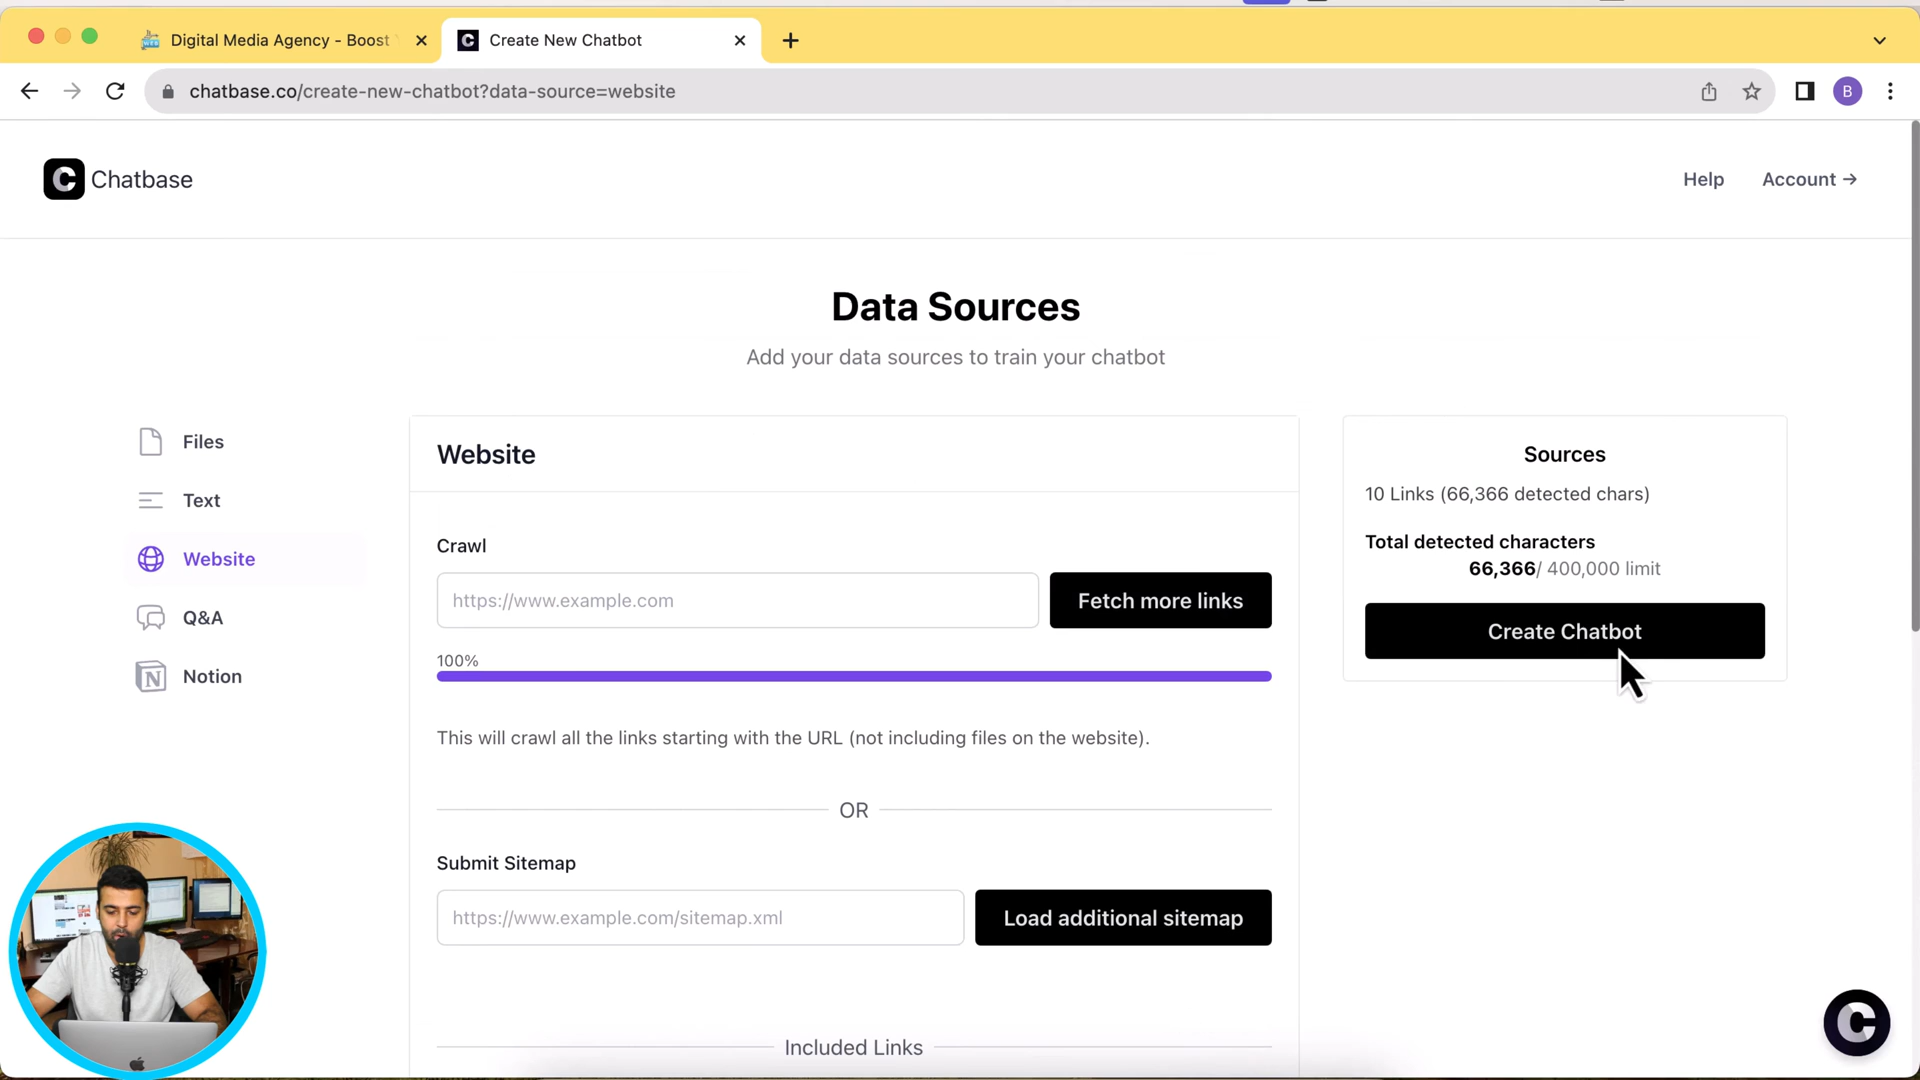 Digital Media Agency - Boost
Create New Chatbot
chatbase.co/create-new-chatbot?data-source=website
B
Chatbase
Help
Account →
Data Sources
Add your data sources to train your chatbot
Files
Text
Website
Q&A
Notion
Website
Crawl
https://www.example.com
Fetch more links
100%
This will crawl all the links starting with the URL (not including files on the website).
OR
Submit Sitemap
https://www.example.com/sitemap.xml
Load additional sitemap
Included Links
Sources
10 Links (66,366 detected chars)
Total detected characters
66,366/ 400,000 limit
Create Chatbot